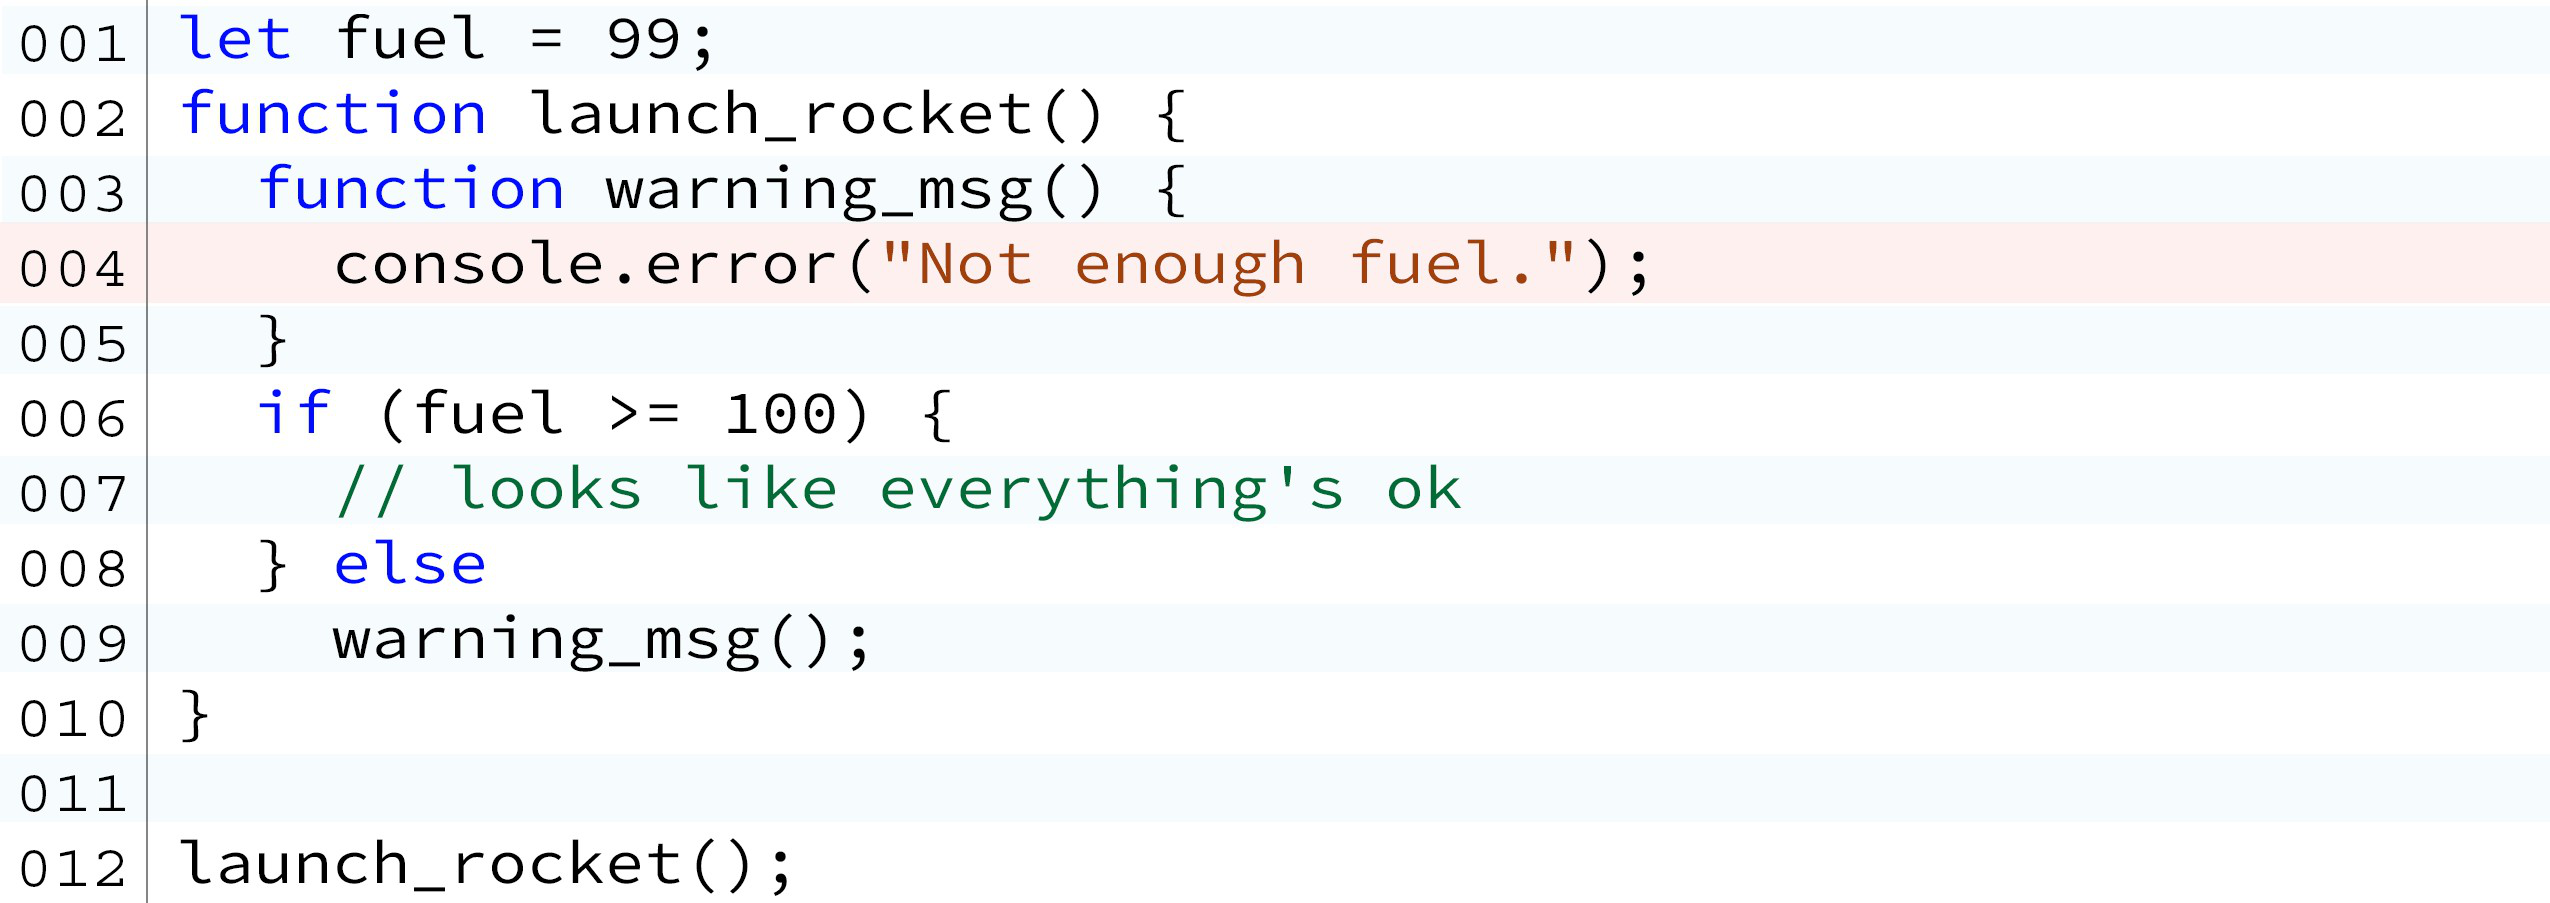 001 let fuel = 99;
002 function launch_rocket() {
003   function warning_msg() {
004     console.error("Not enough fuel.");
005   }
006   if (fuel >= 100) {
007     // looks like everything's ok
008   } else
009     warning_msg();
010 }
011
012 launch_rocket();